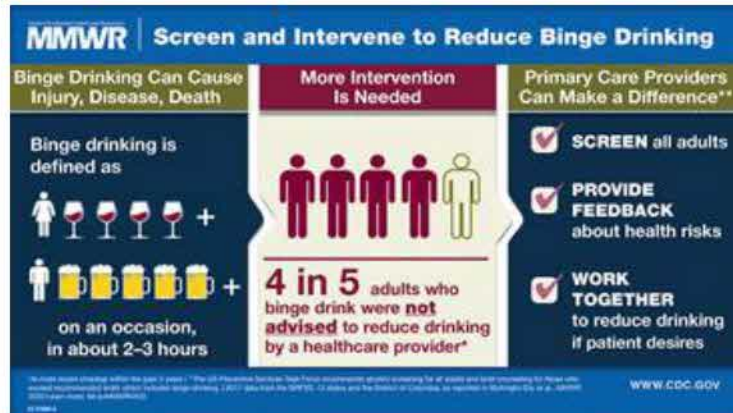 MMWR
Screen and Intervene to Reduce Binge Drinking
Binge Drinking Can Cause
Injury, Disease, Death
Binge drinking is
defined as
+
+
on an occasion,
in about 2–3 hours
More Intervention
Is Needed
4 in 5 adults who
binge drink were not
advised to reduce drinking
by a healthcare provider*
Primary Care Providers
Can Make a Difference**
SCREEN all adults
PROVIDE
FEEDBACK
about health risks
WORK
TOGETHER
to reduce drinking
if patient desires
WWW.CDC.GOV